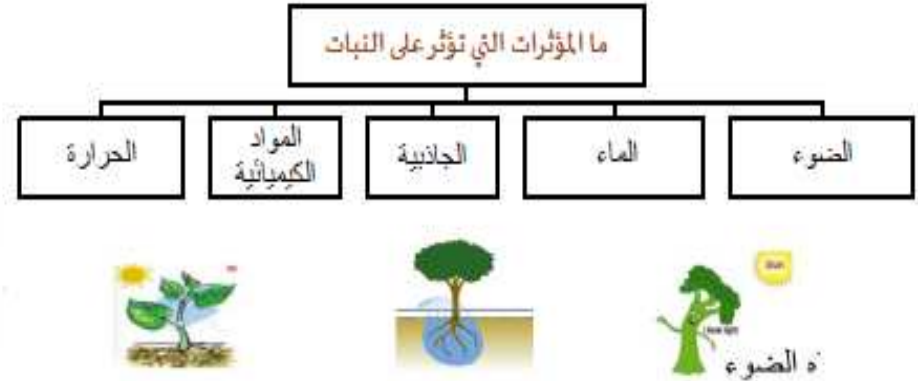 ما المؤثرات التي تؤثر على النبات
الضوء
الماء
الجاذبية
المواد
الكيميائية
الحرارة
ه الضوء